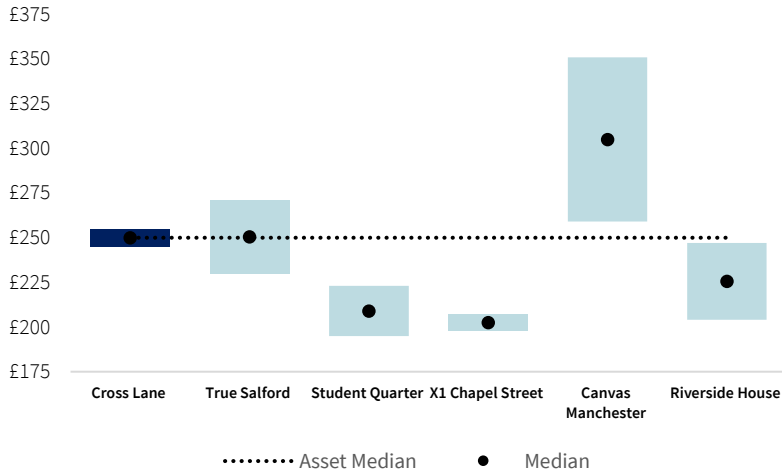 £375
£350
£325
£300
£275
£250
£225
£200
£175
Cross Lane
True Salford
Student Quarter
X1 Chapel Street
Canvas
Manchester
Riverside House
Asset Median
Median